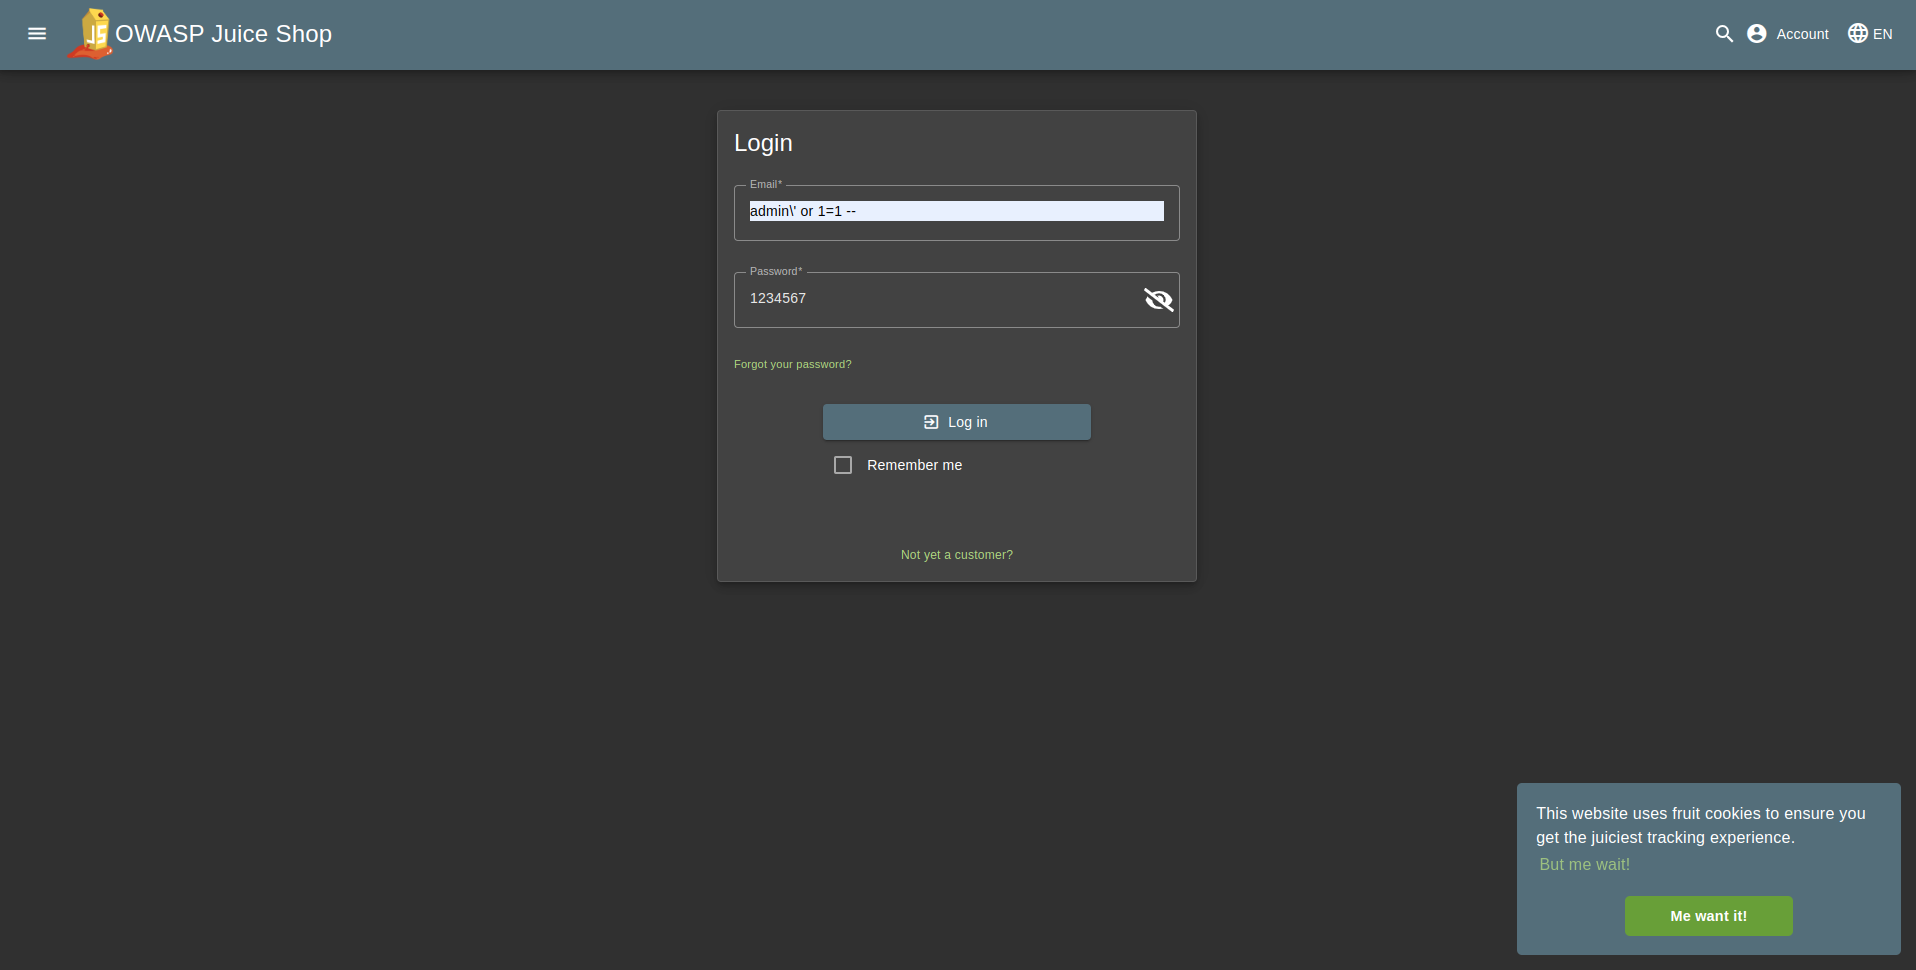 OWASP Juice Shop
Account
EN
Login
Email*
admin\' or 1=1 --
Password*
1234567
Forgot your password?
Log in
Remember me
Not yet a customer?
This website uses fruit cookies to ensure you
get the juiciest tracking experience.
But me wait!
Me want it!